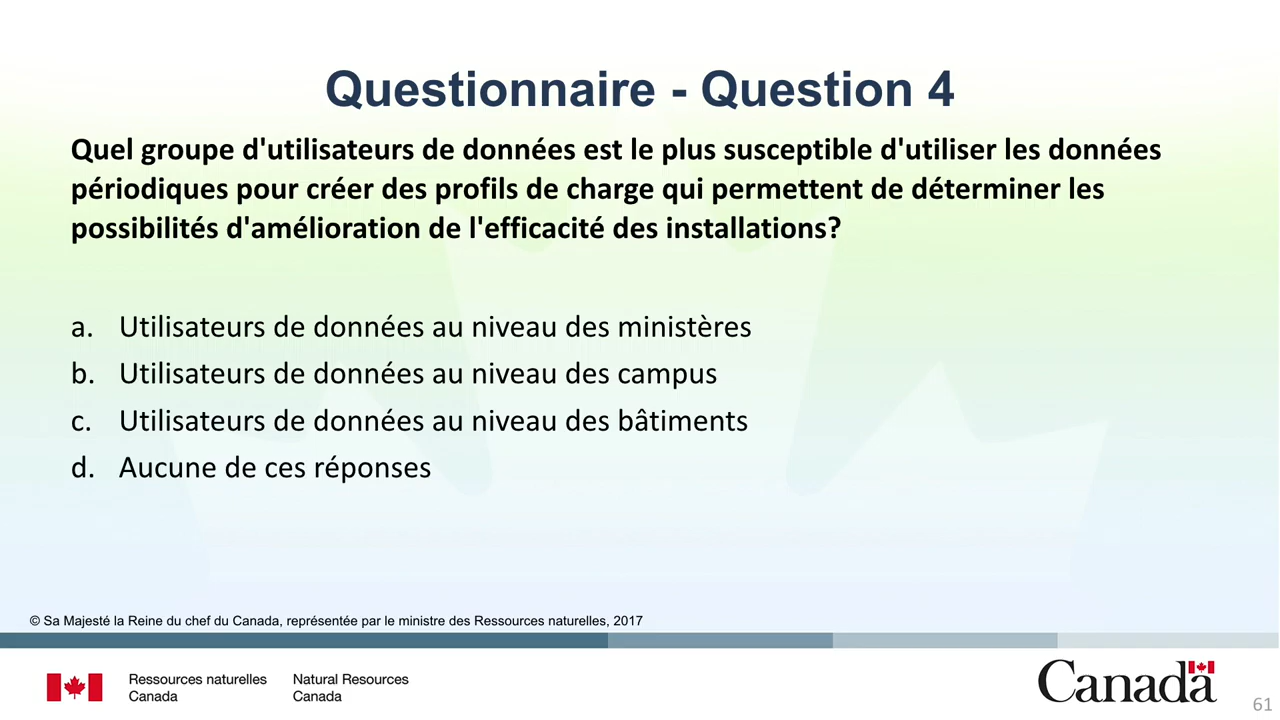 Questionnaire - Question 4
Quel groupe d'utilisateurs de données est le plus susceptible d'utiliser les données
périodiques pour créer des profils de charge qui permettent de déterminer les
possibilités d'amélioration de l'efficacité des installations?
a. Utilisateurs de données au niveau des ministères
b. Utilisateurs de données au niveau des campus
c. Utilisateurs de données au niveau des bâtiments
d. Aucune de ces réponses
© Sa Majesté la Reine du chef du Canada, représentée par le ministre des Ressources naturelles, 2017
Ressources naturelles
Canada
Natural Resources
Canada
Canada
61